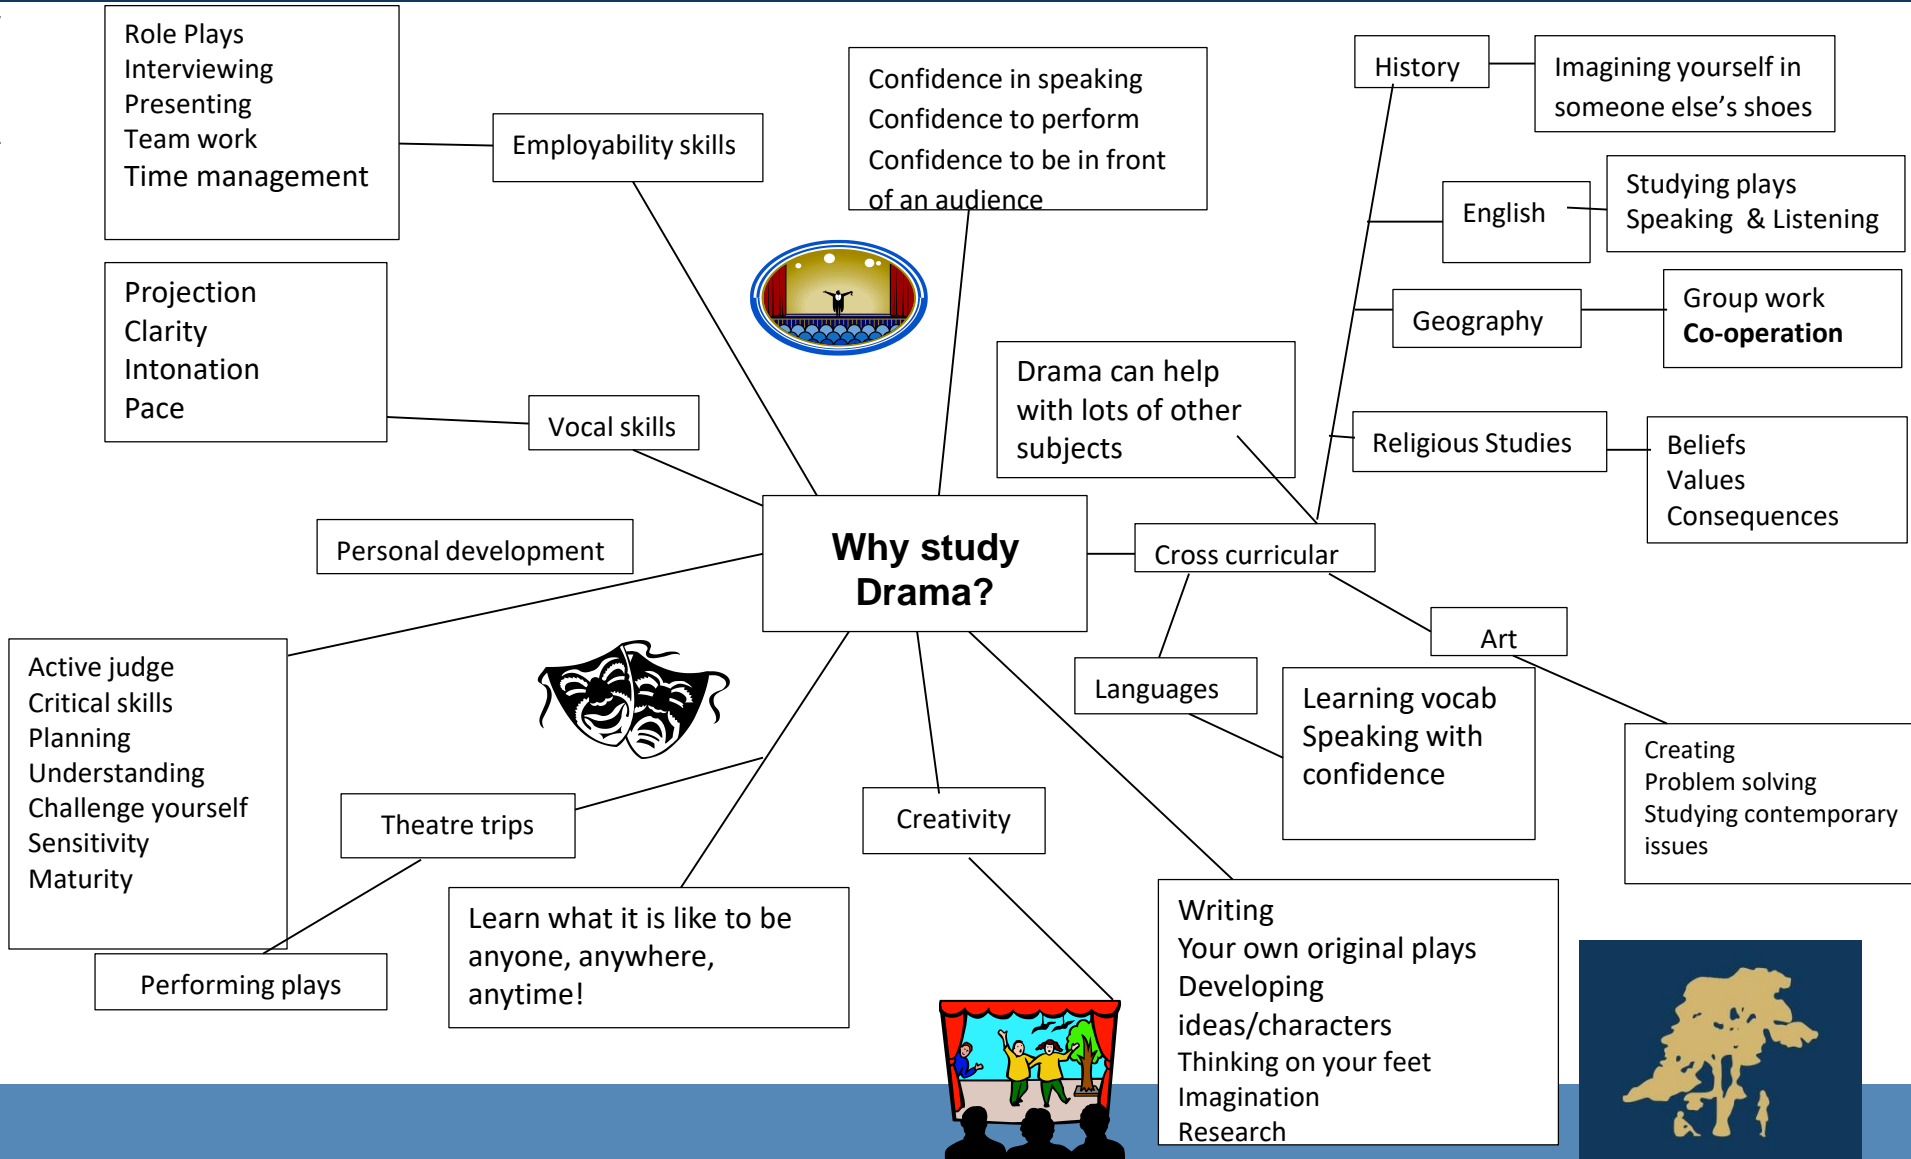 Role Plays
Interviewing
Presenting
Team work
Time management
Employability skills
Confidence in speaking
Confidence to perform
Confidence to be in front
of an audience
History
Imagining yourself in
someone else's shoes
English
Studying plays
Speaking & Listening
Geography
Group work
Co-operation
Religious Studies
Beliefs
Values
Consequences
Drama can help
with lots of other
subjects
Projection
Clarity
Intonation
Pace
Vocal skills
Personal development
Why study
Drama?
Cross curricular
Art
Languages
Learning vocab
Speaking with
confidence
Creating
Problem solving
Studying contemporary
issues
Active judge
Critical skills
Planning
Understanding
Challenge yourself
Sensitivity
Maturity
Theatre trips
Creativity
Performing plays
Learn what it is like to be
anyone, anywhere,
anytime!
Writing
Your own original plays
Developing
ideas/characters
Thinking on your feet
Imagination
Research